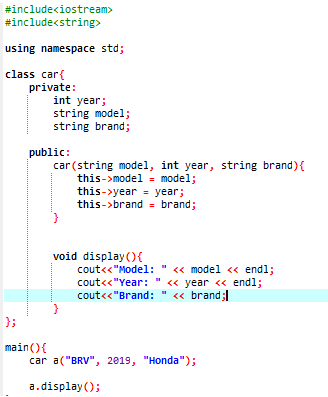 #include<iostream>
#include<string>
using namespace std;
class car{
private:
int year;
string model;
string brand;
public:
car(string model, int year, string brand){
this->model = model;
this->year = year;
this->brand = brand;
}
void display(){
cout<<"Model: " << model << endl;
cout<<"Year: " << year << endl;
cout<<"Brand: " << brand;
}
};
main(){
car a("BRV", 2019, "Honda");
a.display();